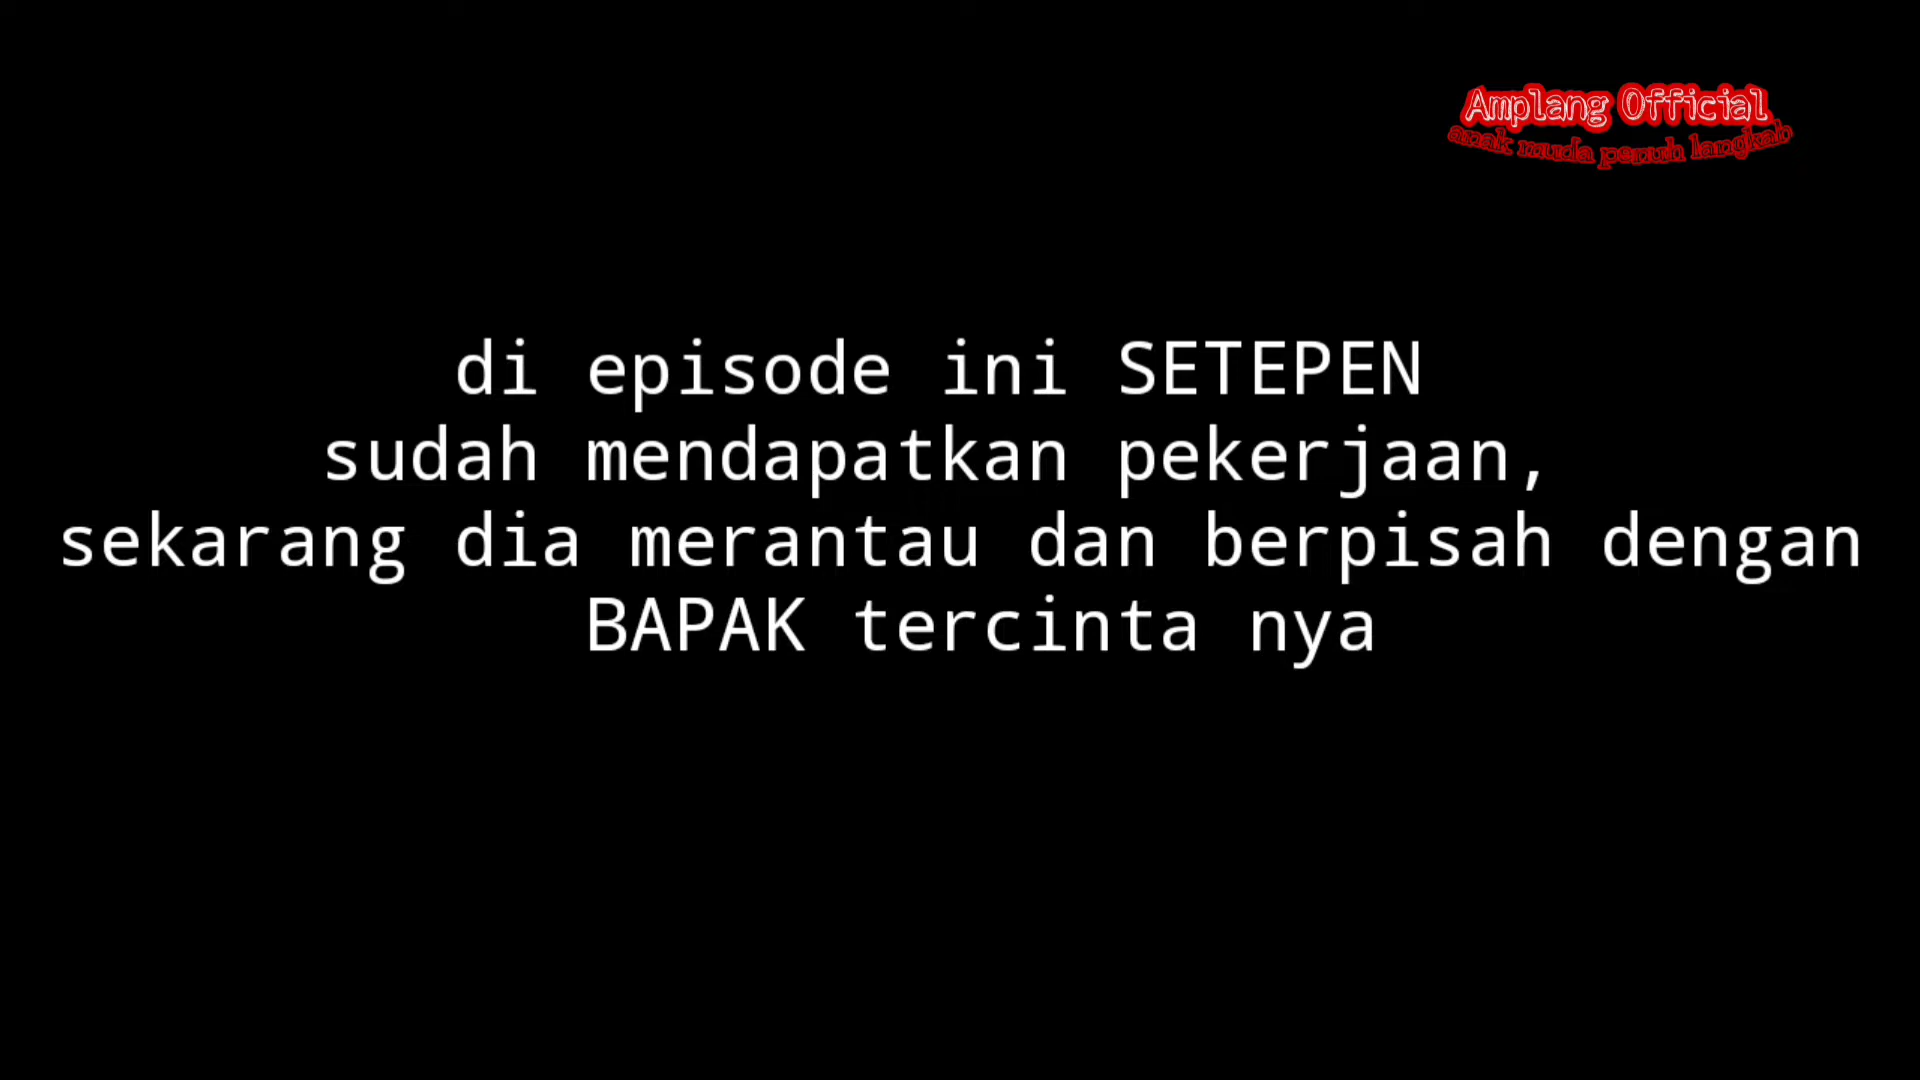 Amplang Official
anak muda penuh langkah
di episode ini SETEPEN
sudah mendapatkan pekerjaan,
sekarang dia merantau dan berpisah dengan
BAPAK tercinta nya